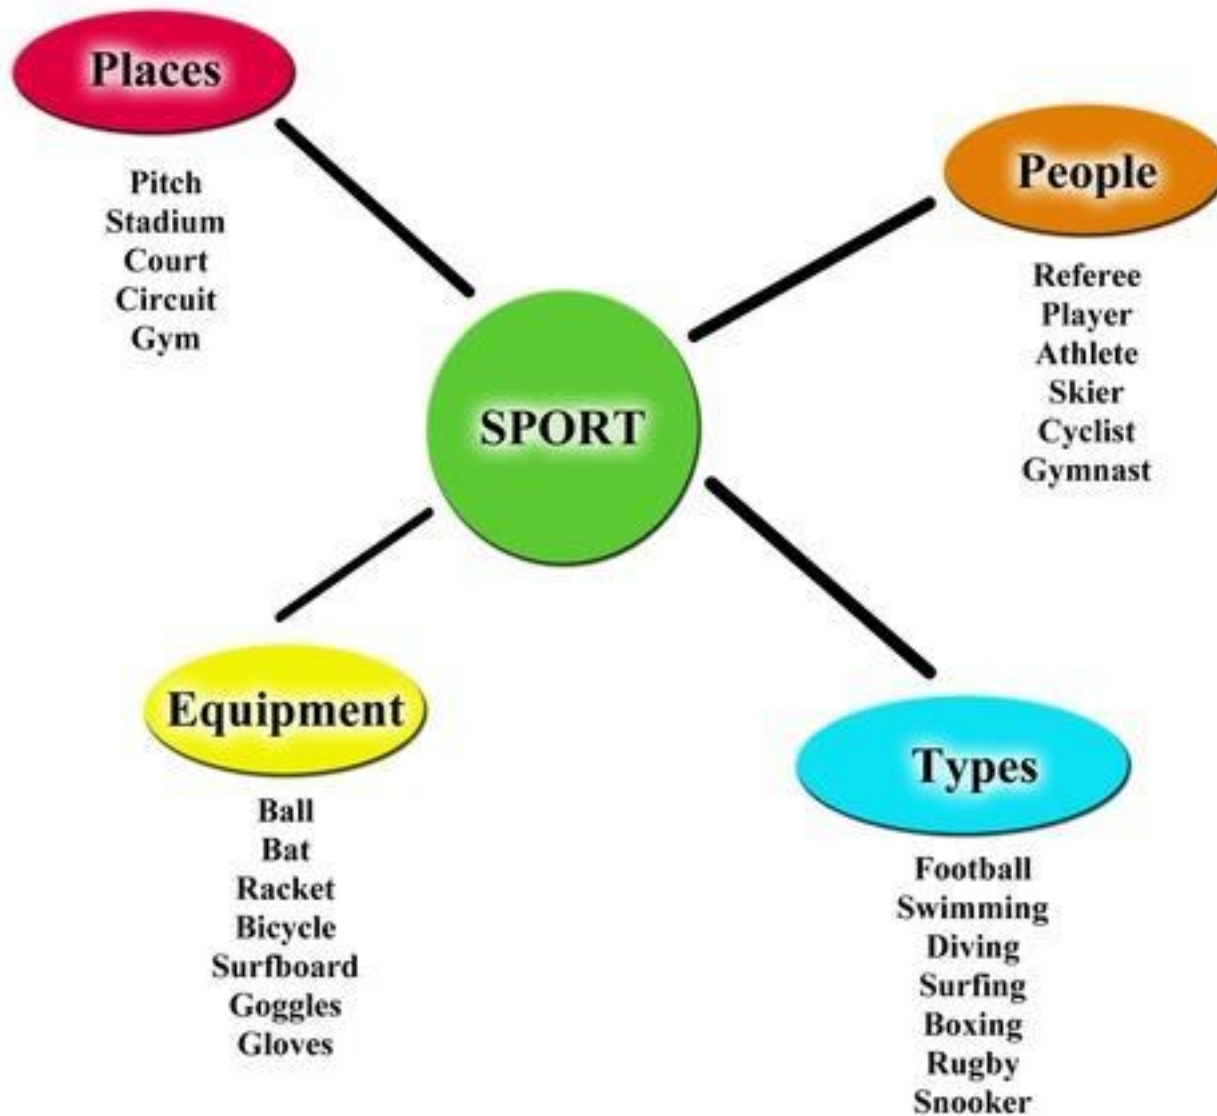 Places
Pitch
Stadium
Court
Circuit
Gym
People
Referee
Player
Athlete
Skier
Cyclist
Gymnast
SPORT
Equipment
Ball
Bat
Racket
Bicycle
Surfboard
Goggles
Gloves
Types
Football
Swimming
Diving
Surfing
Boxing
Rugby
Snooker